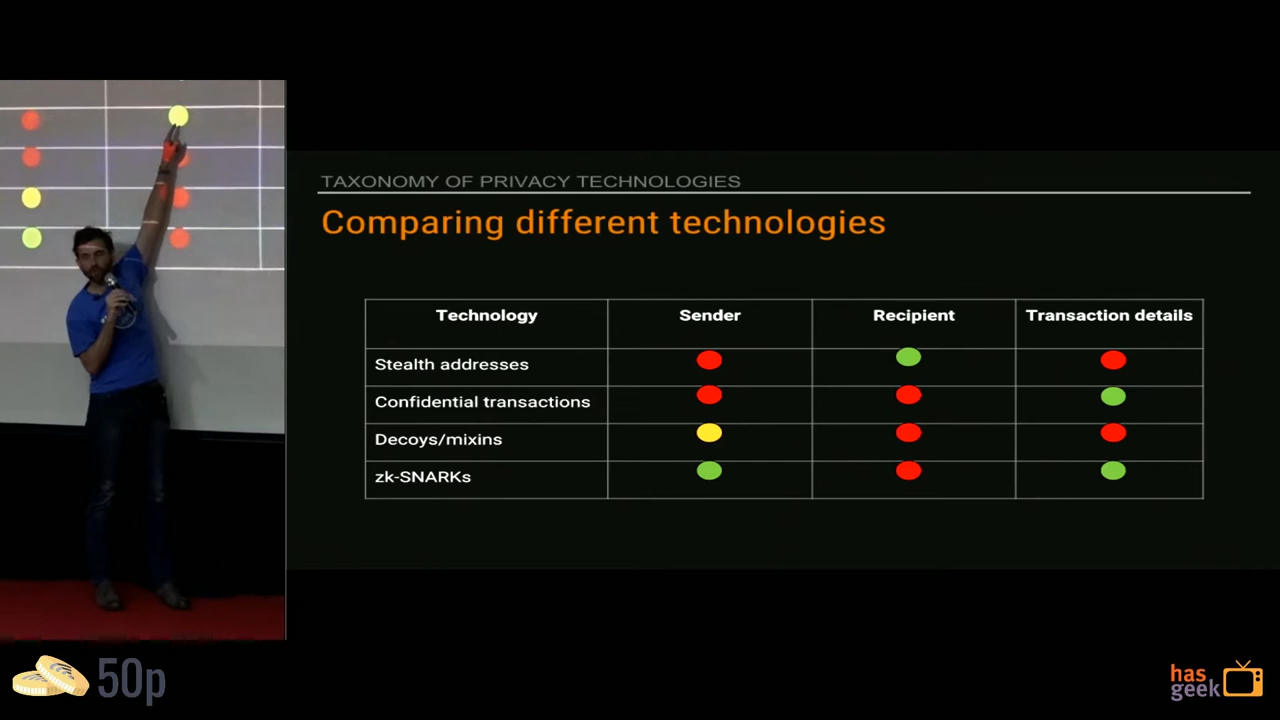 TAXONOMY OF PRIVACY TECHNOLOGIES
Comparing different technologies
Technology Sender Recipient Transaction details
Stealth addresses
Confidential transactions
Decoys/mixins
zk-SNARKs
50p
has
geek